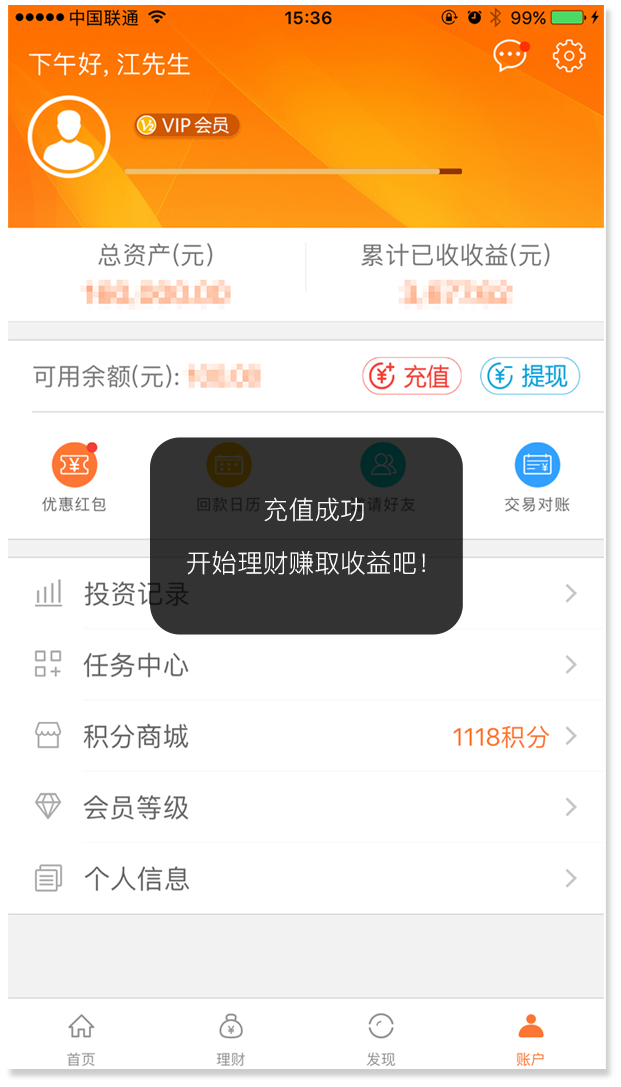 中国联通 15:36 99%
下午好, 江先生
V2 VIP 会员
总资产(元) 累计已收收益(元)
可用余额(元): 充值 提现
充值成功
开始理财赚取收益吧!
优惠红包 回款日历 邀请好友 交易对账
投资记录
任务中心
积分商城 1118积分
会员等级
个人信息
首页 理财 发现 账户